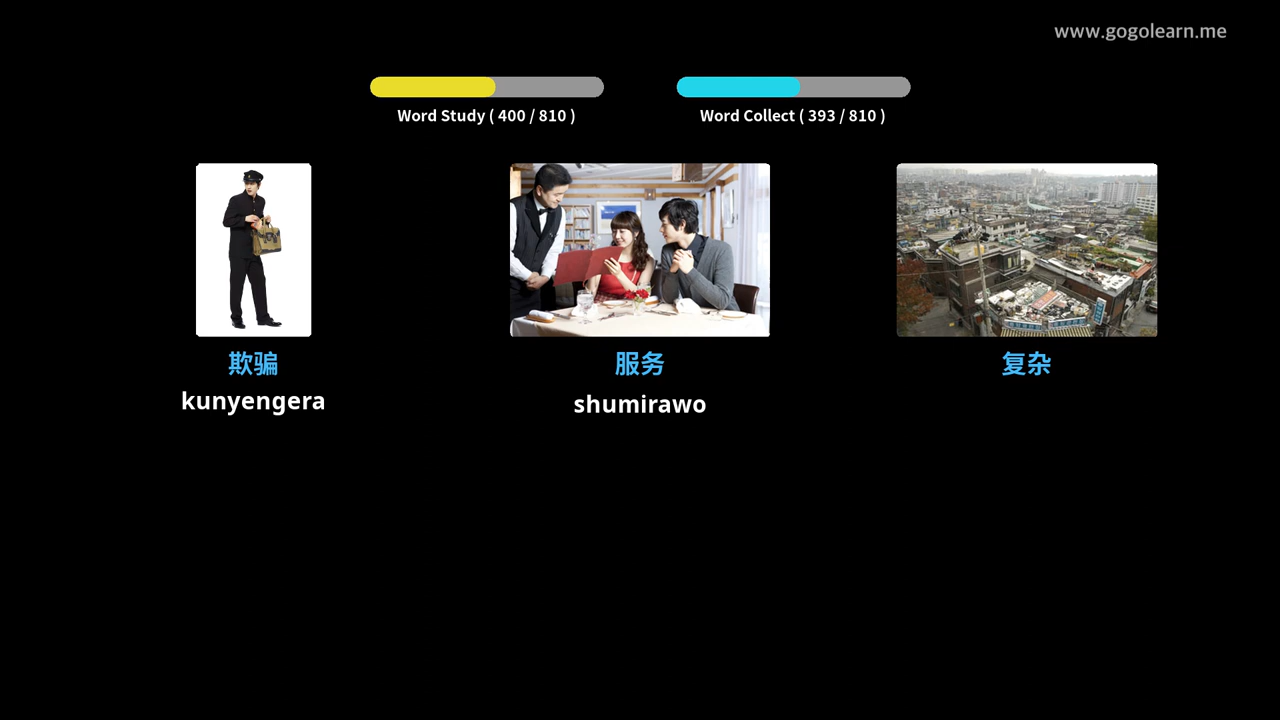 www.gogolearn.me
Word Study ( 400 / 810 )
Word Collect ( 393 / 810 )
欺骗
服务
复杂
kunyengera
shumirawo